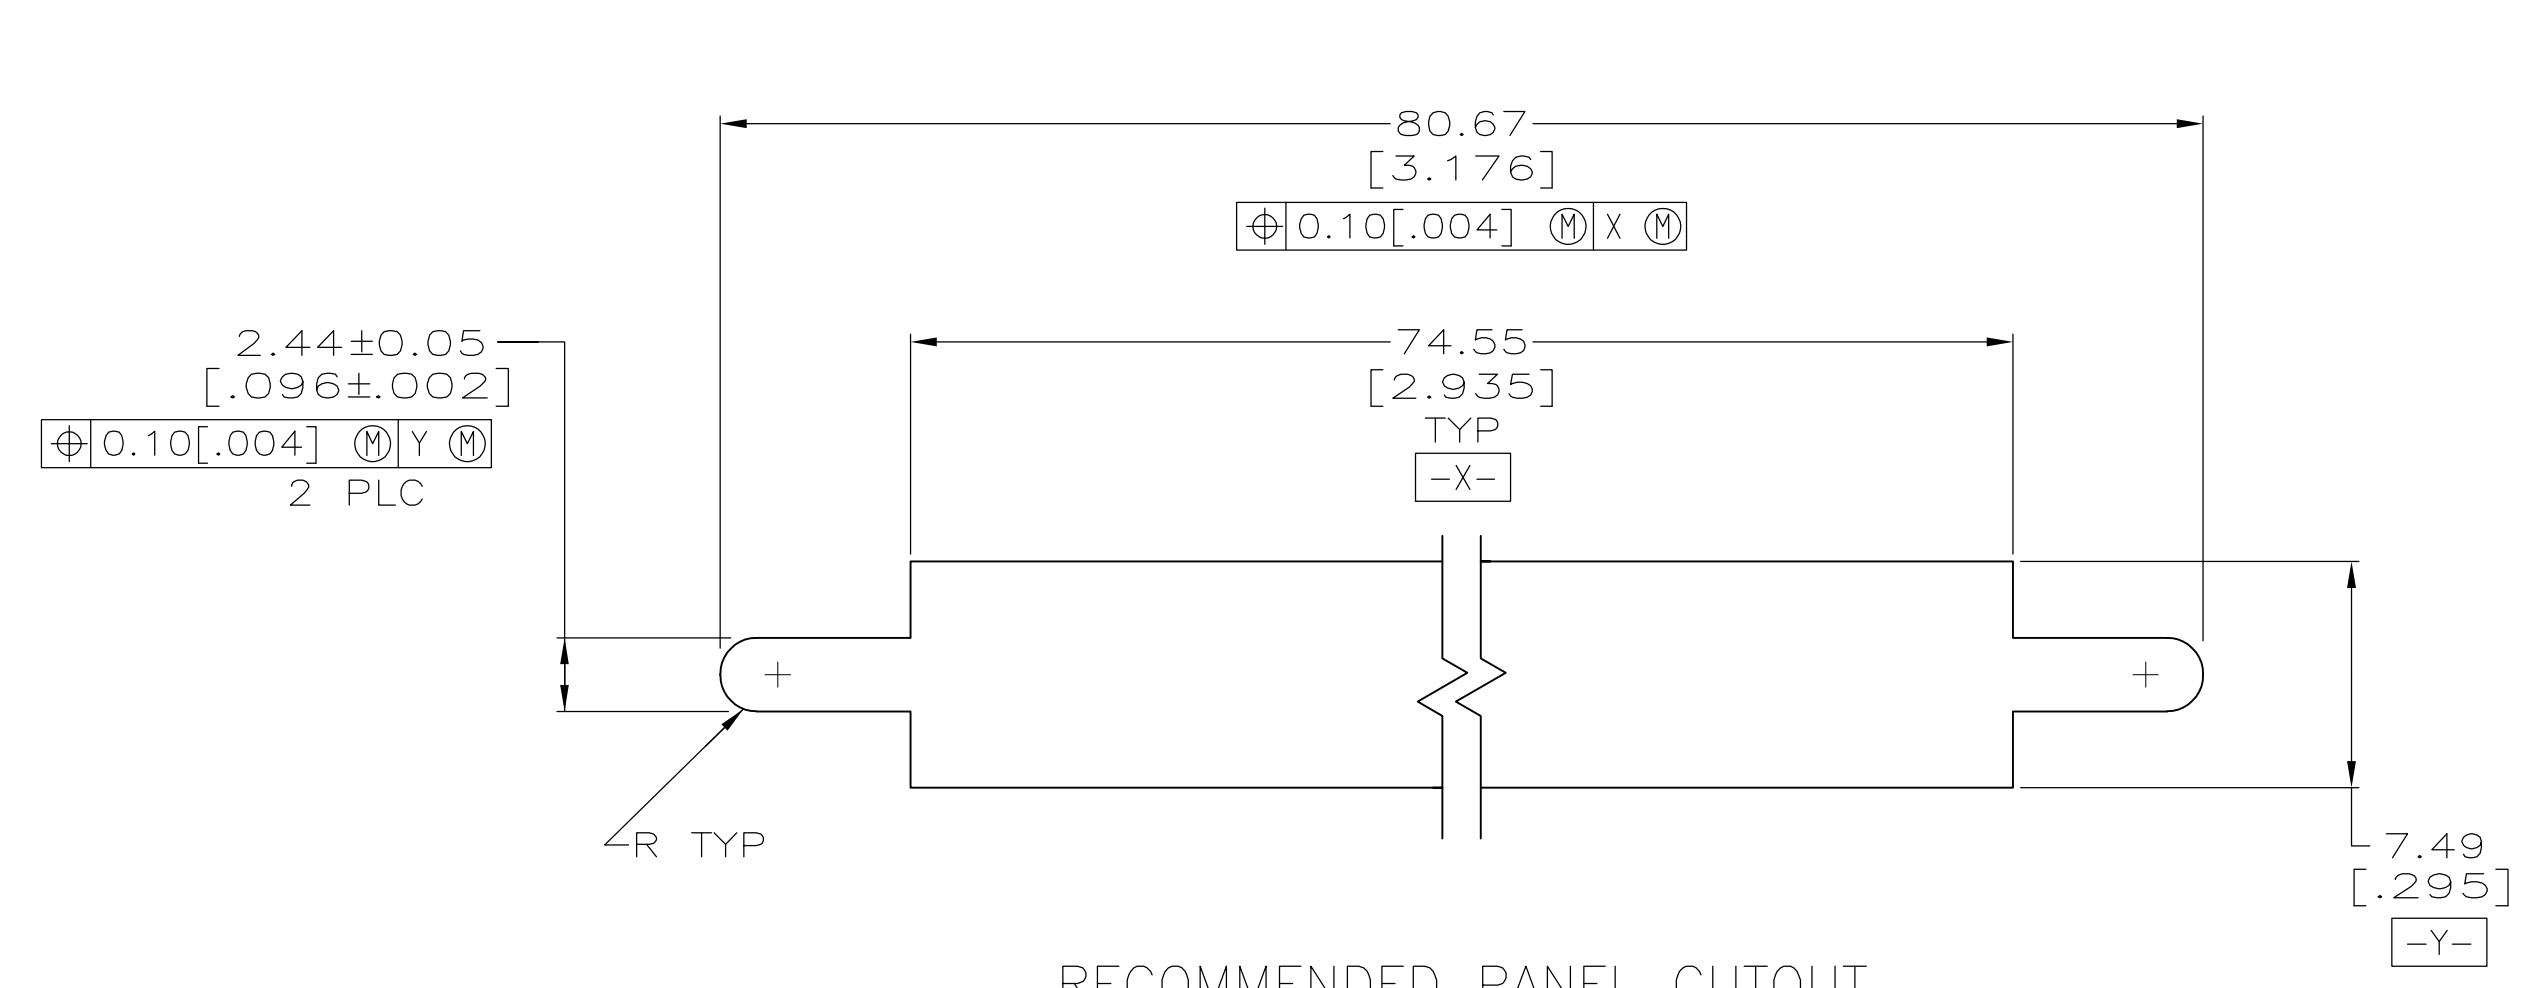 80.67
[3.176]
⌖ 0.10[.004] Ⓜ X Ⓜ
2.44±0.05
[.096±.002]
⌖ 0.10[.004] Ⓜ Y Ⓜ
2 PLC
74.55
[2.935]
TYP
-X-
R TYP
7.49
[.295]
-Y-
RECOMMENDED PANEL CUTOUT